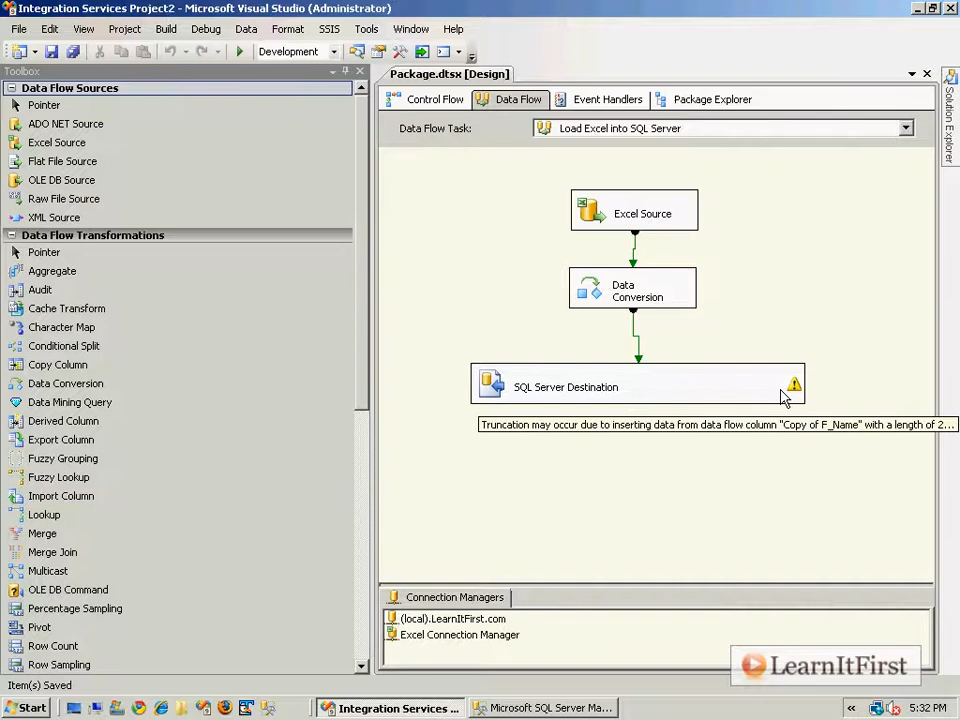 Integration Services Project2 - Microsoft Visual Studio (Administrator)
File Edit View Project Build Debug Data Format SSIS Tools Window Help
Development
Toolbox
Package.dtsx [Design]
Data Flow Sources
Pointer
ADO NET Source
Excel Source
Flat File Source
OLE DB Source
Raw File Source
XML Source
Data Flow Transformations
Pointer
Aggregate
Audit
Cache Transform
Character Map
Conditional Split
Copy Column
Data Conversion
Data Mining Query
Derived Column
Export Column
Fuzzy Grouping
Fuzzy Lookup
Import Column
Lookup
Merge
Merge Join
Multicast
OLE DB Command
Percentage Sampling
Pivot
Row Count
Row Sampling
Control Flow Data Flow Event Handlers Package Explorer
Data Flow Task: Load Excel into SQL Server
Excel Source
Data
Conversion
SQL Server Destination
Truncation may occur due to inserting data from data flow column "Copy of F_Name" with a length of 2...
Connection Managers
(local).LearnItFirst.com
Excel Connection Manager
Solution Explorer
LearnItFirst
Item(s) Saved
Start
Integration Services ...
Microsoft SQL Server Ma...
5:32 PM